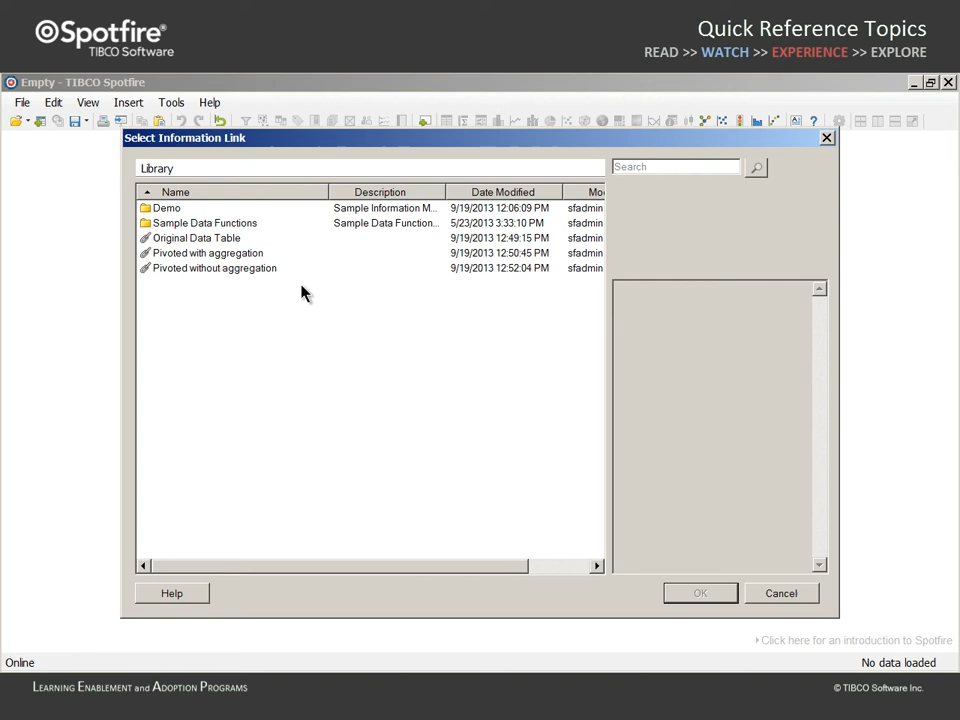 Spotfire®
TIBCO Software
Quick Reference Topics
READ >> WATCH >> EXPERIENCE >> EXPLORE
Empty - TIBCO Spotfire
File Edit View Insert Tools Help
Select Information Link
Library
Search
Name Description Date Modified Mo
Demo Sample Information M... 9/19/2013 12:06:09 PM sfadmin
Sample Data Functions Sample Data Function... 5/23/2013 3:33:10 PM sfadmin
Original Data Table 9/19/2013 12:49:15 PM sfadmin
Pivoted with aggregation 9/19/2013 12:50:45 PM sfadmin
Pivoted without aggregation 9/19/2013 12:52:04 PM sfadmin
Help OK Cancel
Click here for an introduction to Spotfire
Online No data loaded
LEARNING ENABLEMENT AND ADOPTION PROGRAMS © TIBCO Software Inc.